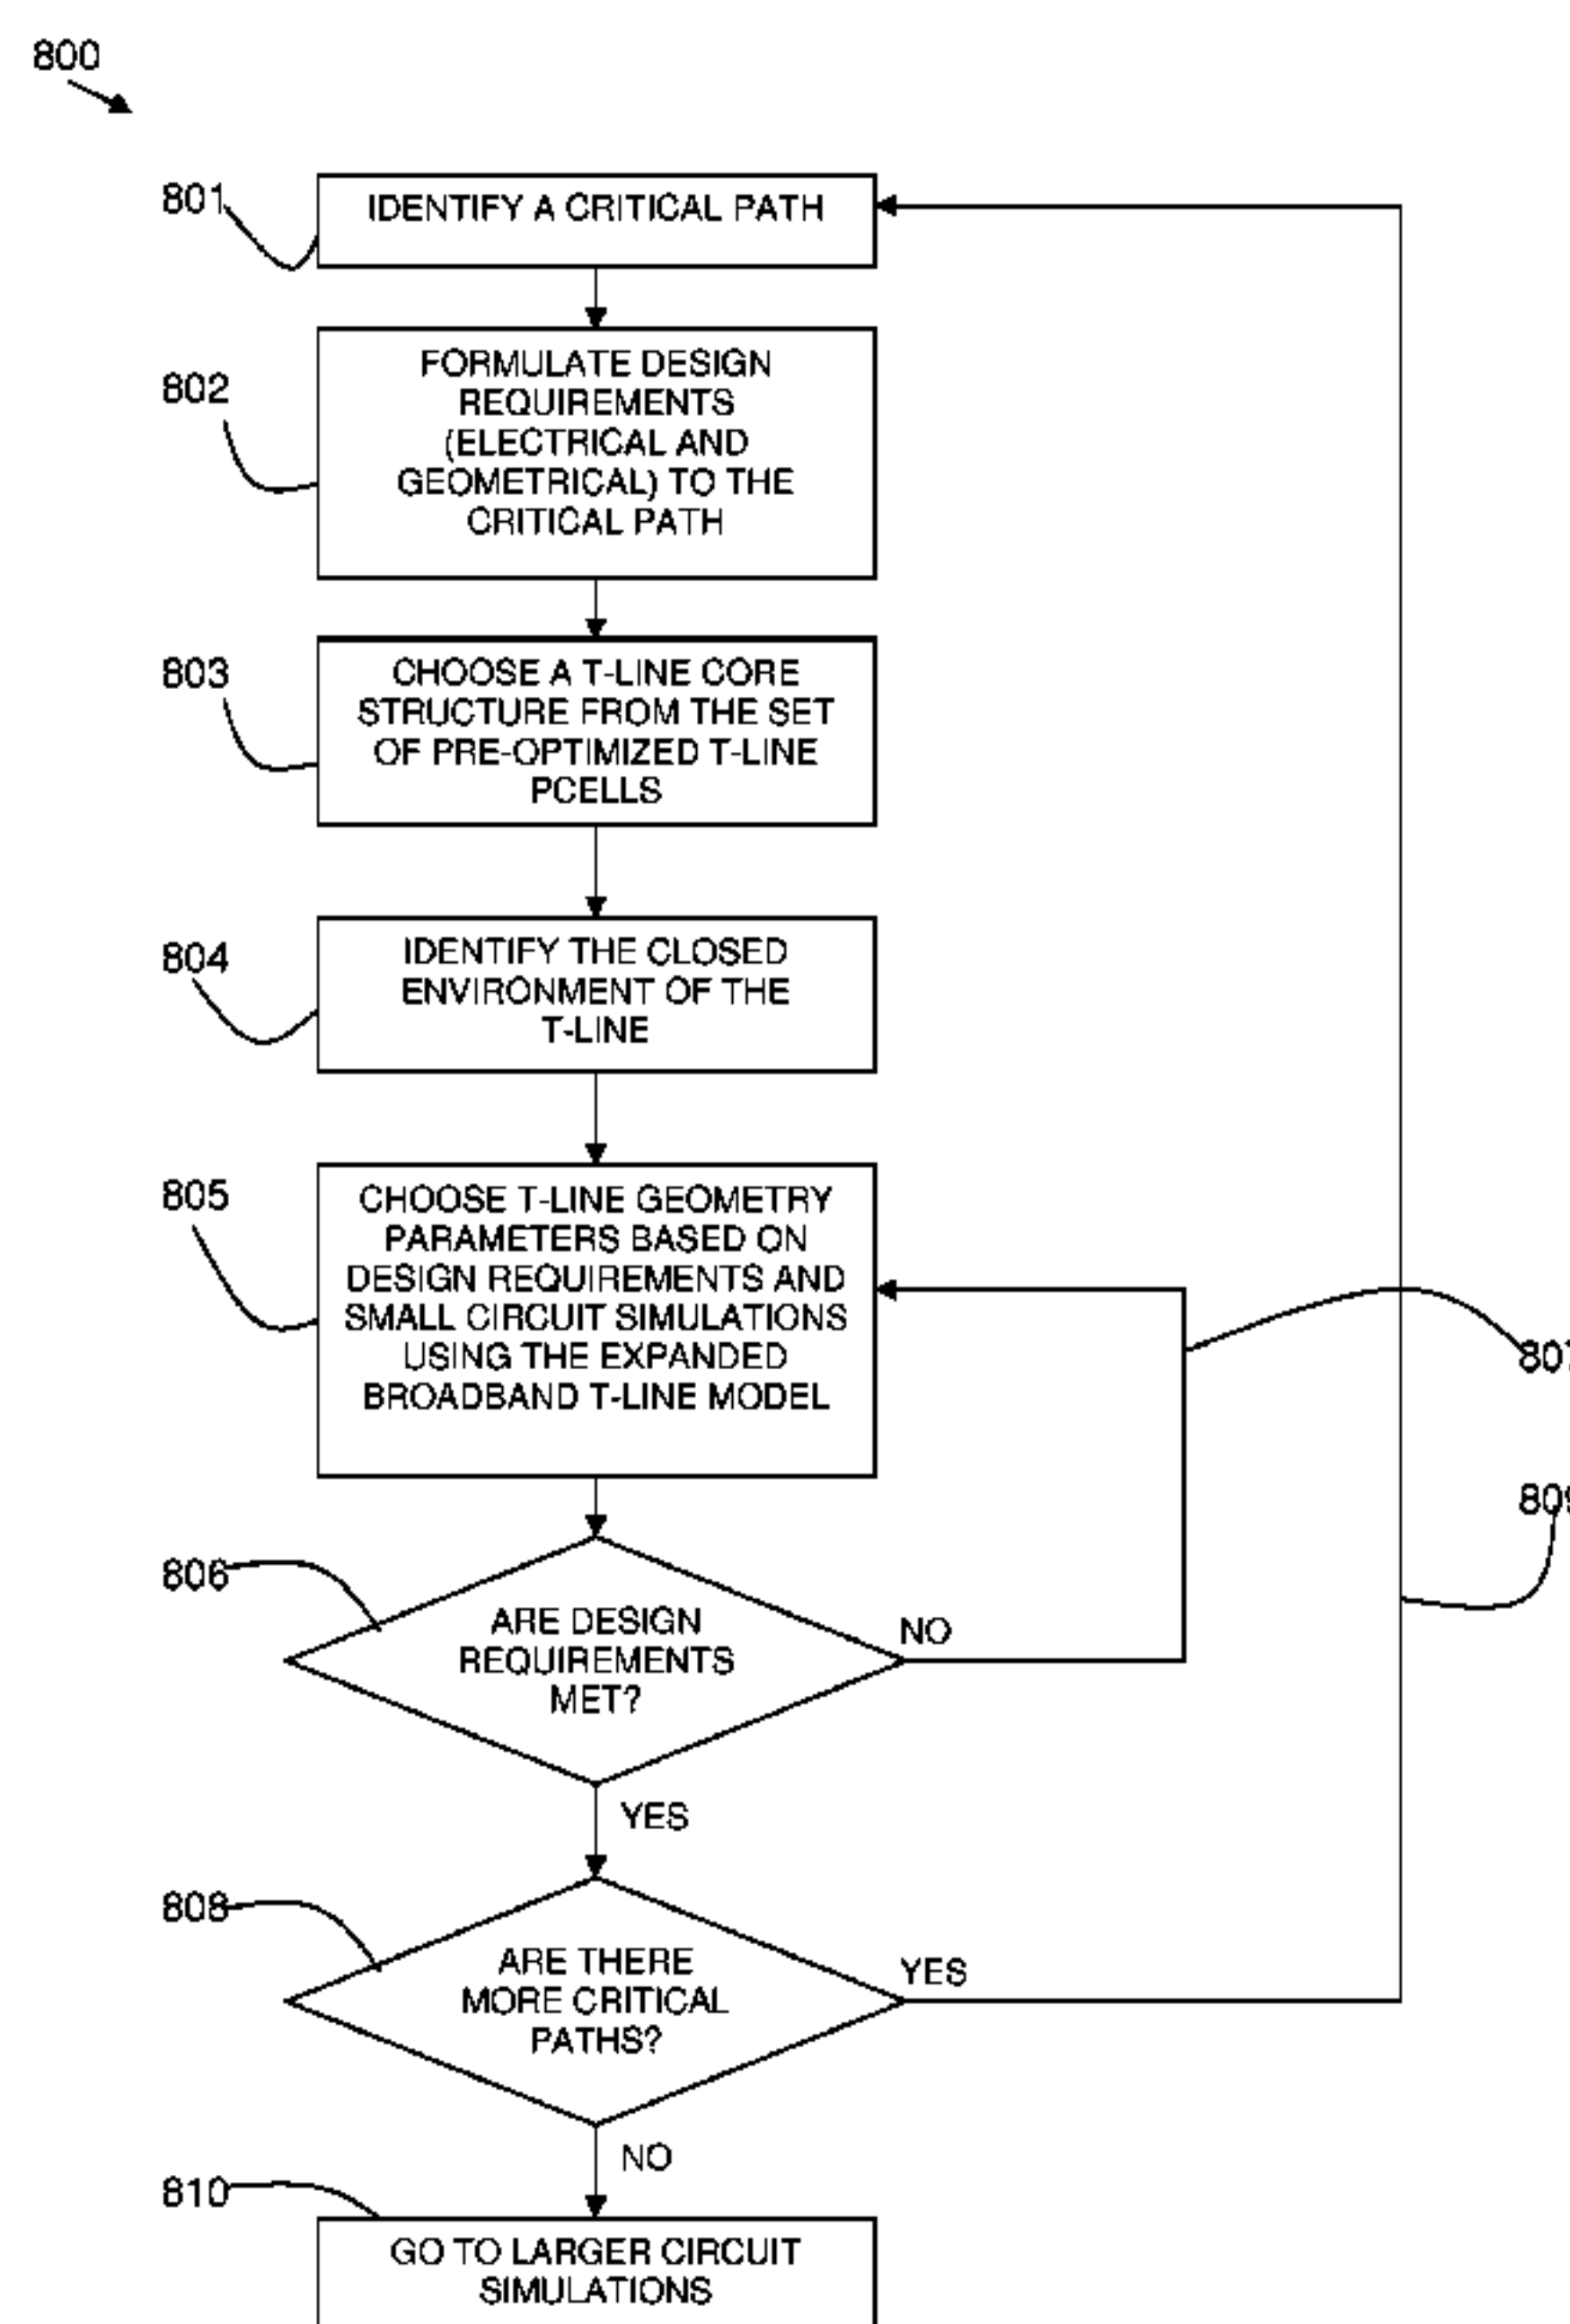 800
801
IDENTIFY A CRITICAL PATH
802
FORMULATE DESIGN
REQUIREMENTS
(ELECTRICAL AND
GEOMETRICAL) TO THE
CRITICAL PATH
803
CHOOSE A T-LINE CORE
STRUCTURE FROM THE SET
OF PRE-OPTIMIZED T-LINE
PCELLS
804
IDENTIFY THE CLOSED
ENVIRONMENT OF THE
T-LINE
805
CHOOSE T-LINE GEOMETRY
PARAMETERS BASED ON
DESIGN REQUIREMENTS AND
SMALL CIRCUIT SIMULATIONS
USING THE EXPANDED
BROADBAND T-LINE MODEL
807
809
806
ARE DESIGN
REQUIREMENTS
MET?
NO
YES
808
ARE THERE
MORE CRITICAL
PATHS?
YES
NO
810
GO TO LARGER CIRCUIT
SIMULATIONS